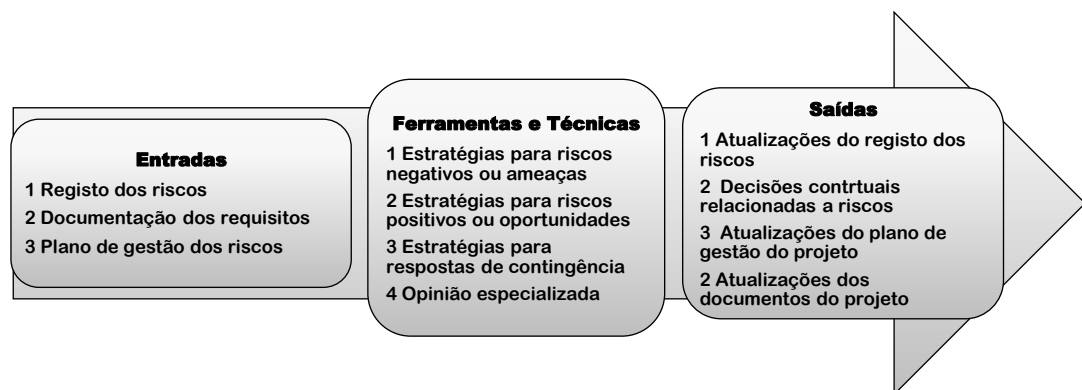 Entradas
1 Registo dos riscos
2 Documentação dos requisitos
3 Plano de gestão dos riscos
Ferramentas e Técnicas
1 Estratégias para riscos
negativos ou ameaças
2 Estratégias para riscos
positivos ou oportunidades
3 Estratégias para
respostas de contingência
4 Opinião especializada
Saídas
1 Atualizações do registo dos
riscos
2 Decisões contrtuais
relacionadas a riscos
3 Atualizações do plano de
gestão do projeto
2 Atualizações dos
documentos do projeto